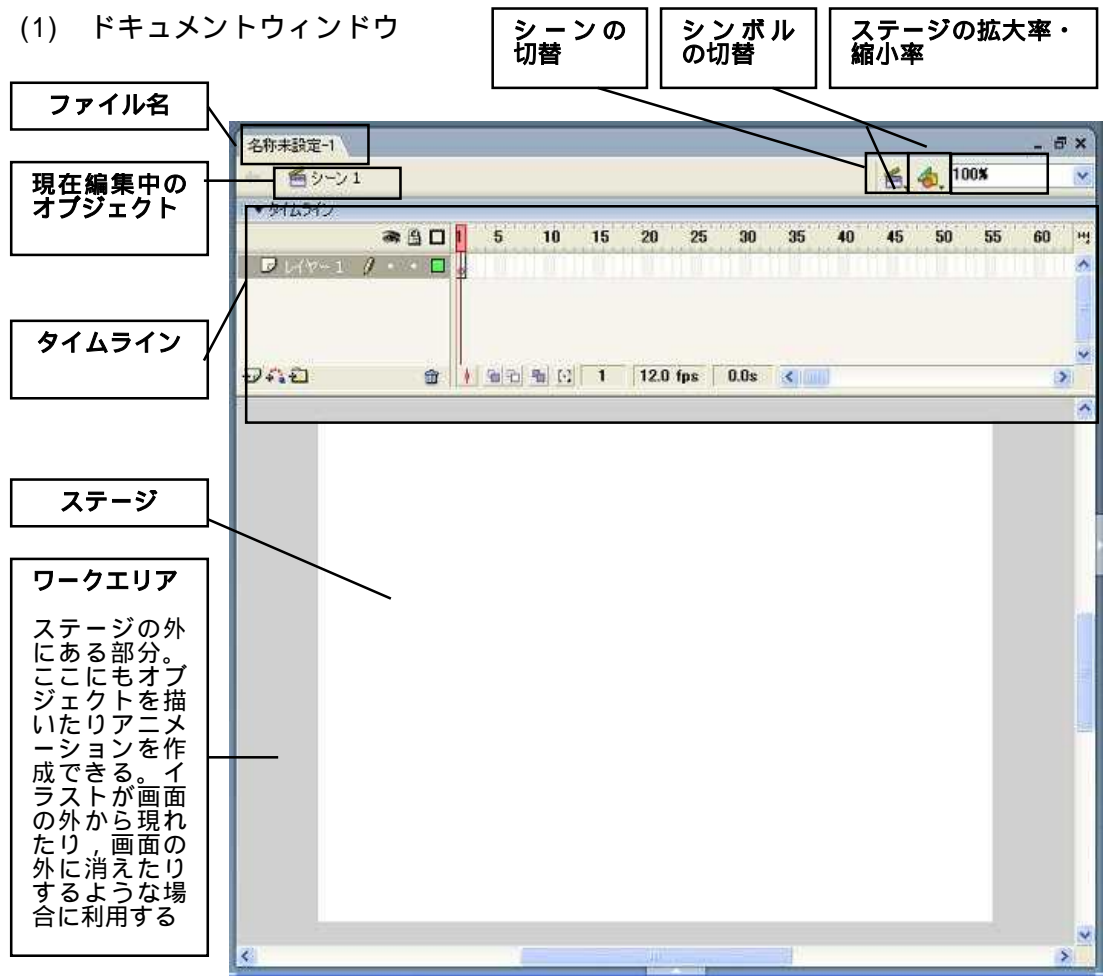 (1) ドキュメントウィンドウ
シーンの
切替
シンボル
の切替
ステージの拡大率・
縮小率
ファイル名
名称未設定-1
現在編集中の
オブジェクト
シーン 1
100%
▼ タイムライン
1 5 10 15 20 25 30 35 40 45 50 55 60
レイヤー 1
タイムライン
1 12.0 fps 0.0s
ステージ
ワークエリア
ステージの外
にある部分。
ここにもオブ
ジェクトを描
いたりアニメ
ーションを作
成できる。イ
ラストが画面
の外から現れ
たり，画面の
外に消えたり
するような場
合に利用する